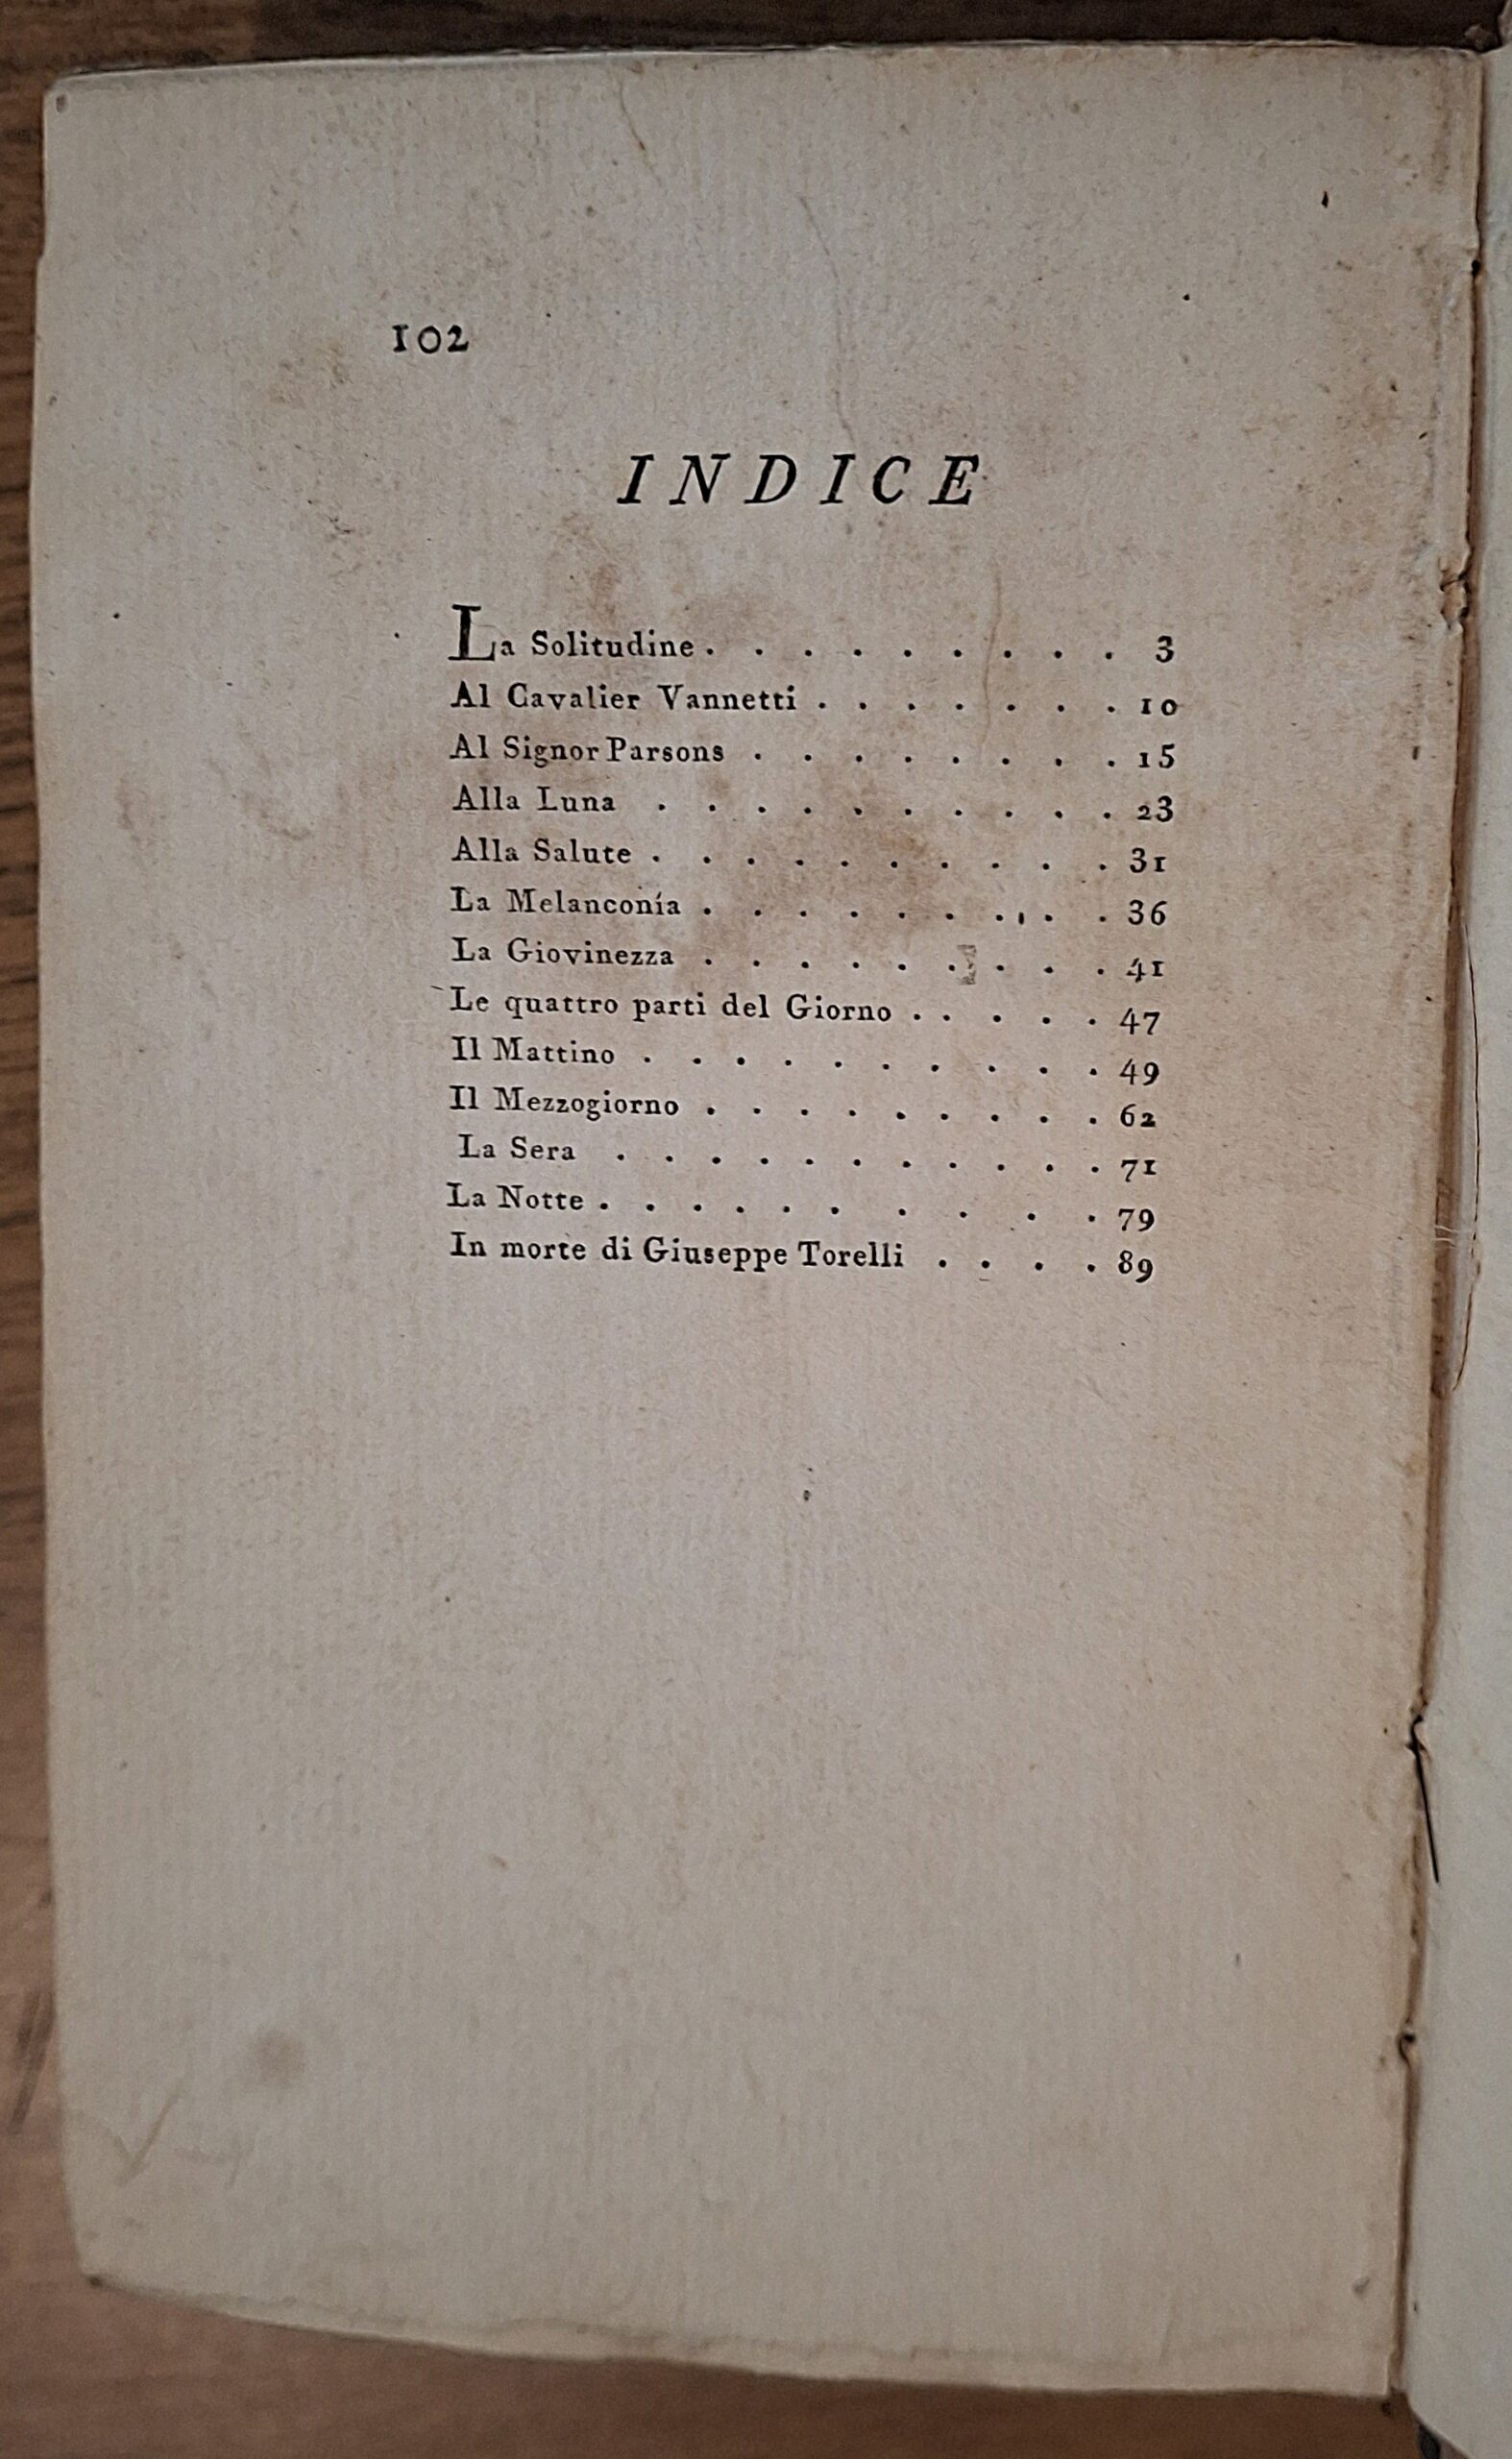 102
INDICE
La Solitudine . . . . . . . . . 3
Al Cavalier Vannetti . . . . . . . 10
Al Signor Parsons . . . . . . . . 15
Alla Luna . . . . . . . . . . 23
Alla Salute . . . . . . . . . . 31
La Melanconía . . . . . . . . . 36
La Giovinezza . . . . . . . . . 41
Le quattro parti del Giorno . . . . . 47
Il Mattino . . . . . . . . . . 49
Il Mezzogiorno . . . . . . . . . 62
La Sera . . . . . . . . . . . 71
La Notte . . . . . . . . . . 79
In morte di Giuseppe Torelli . . . . 89